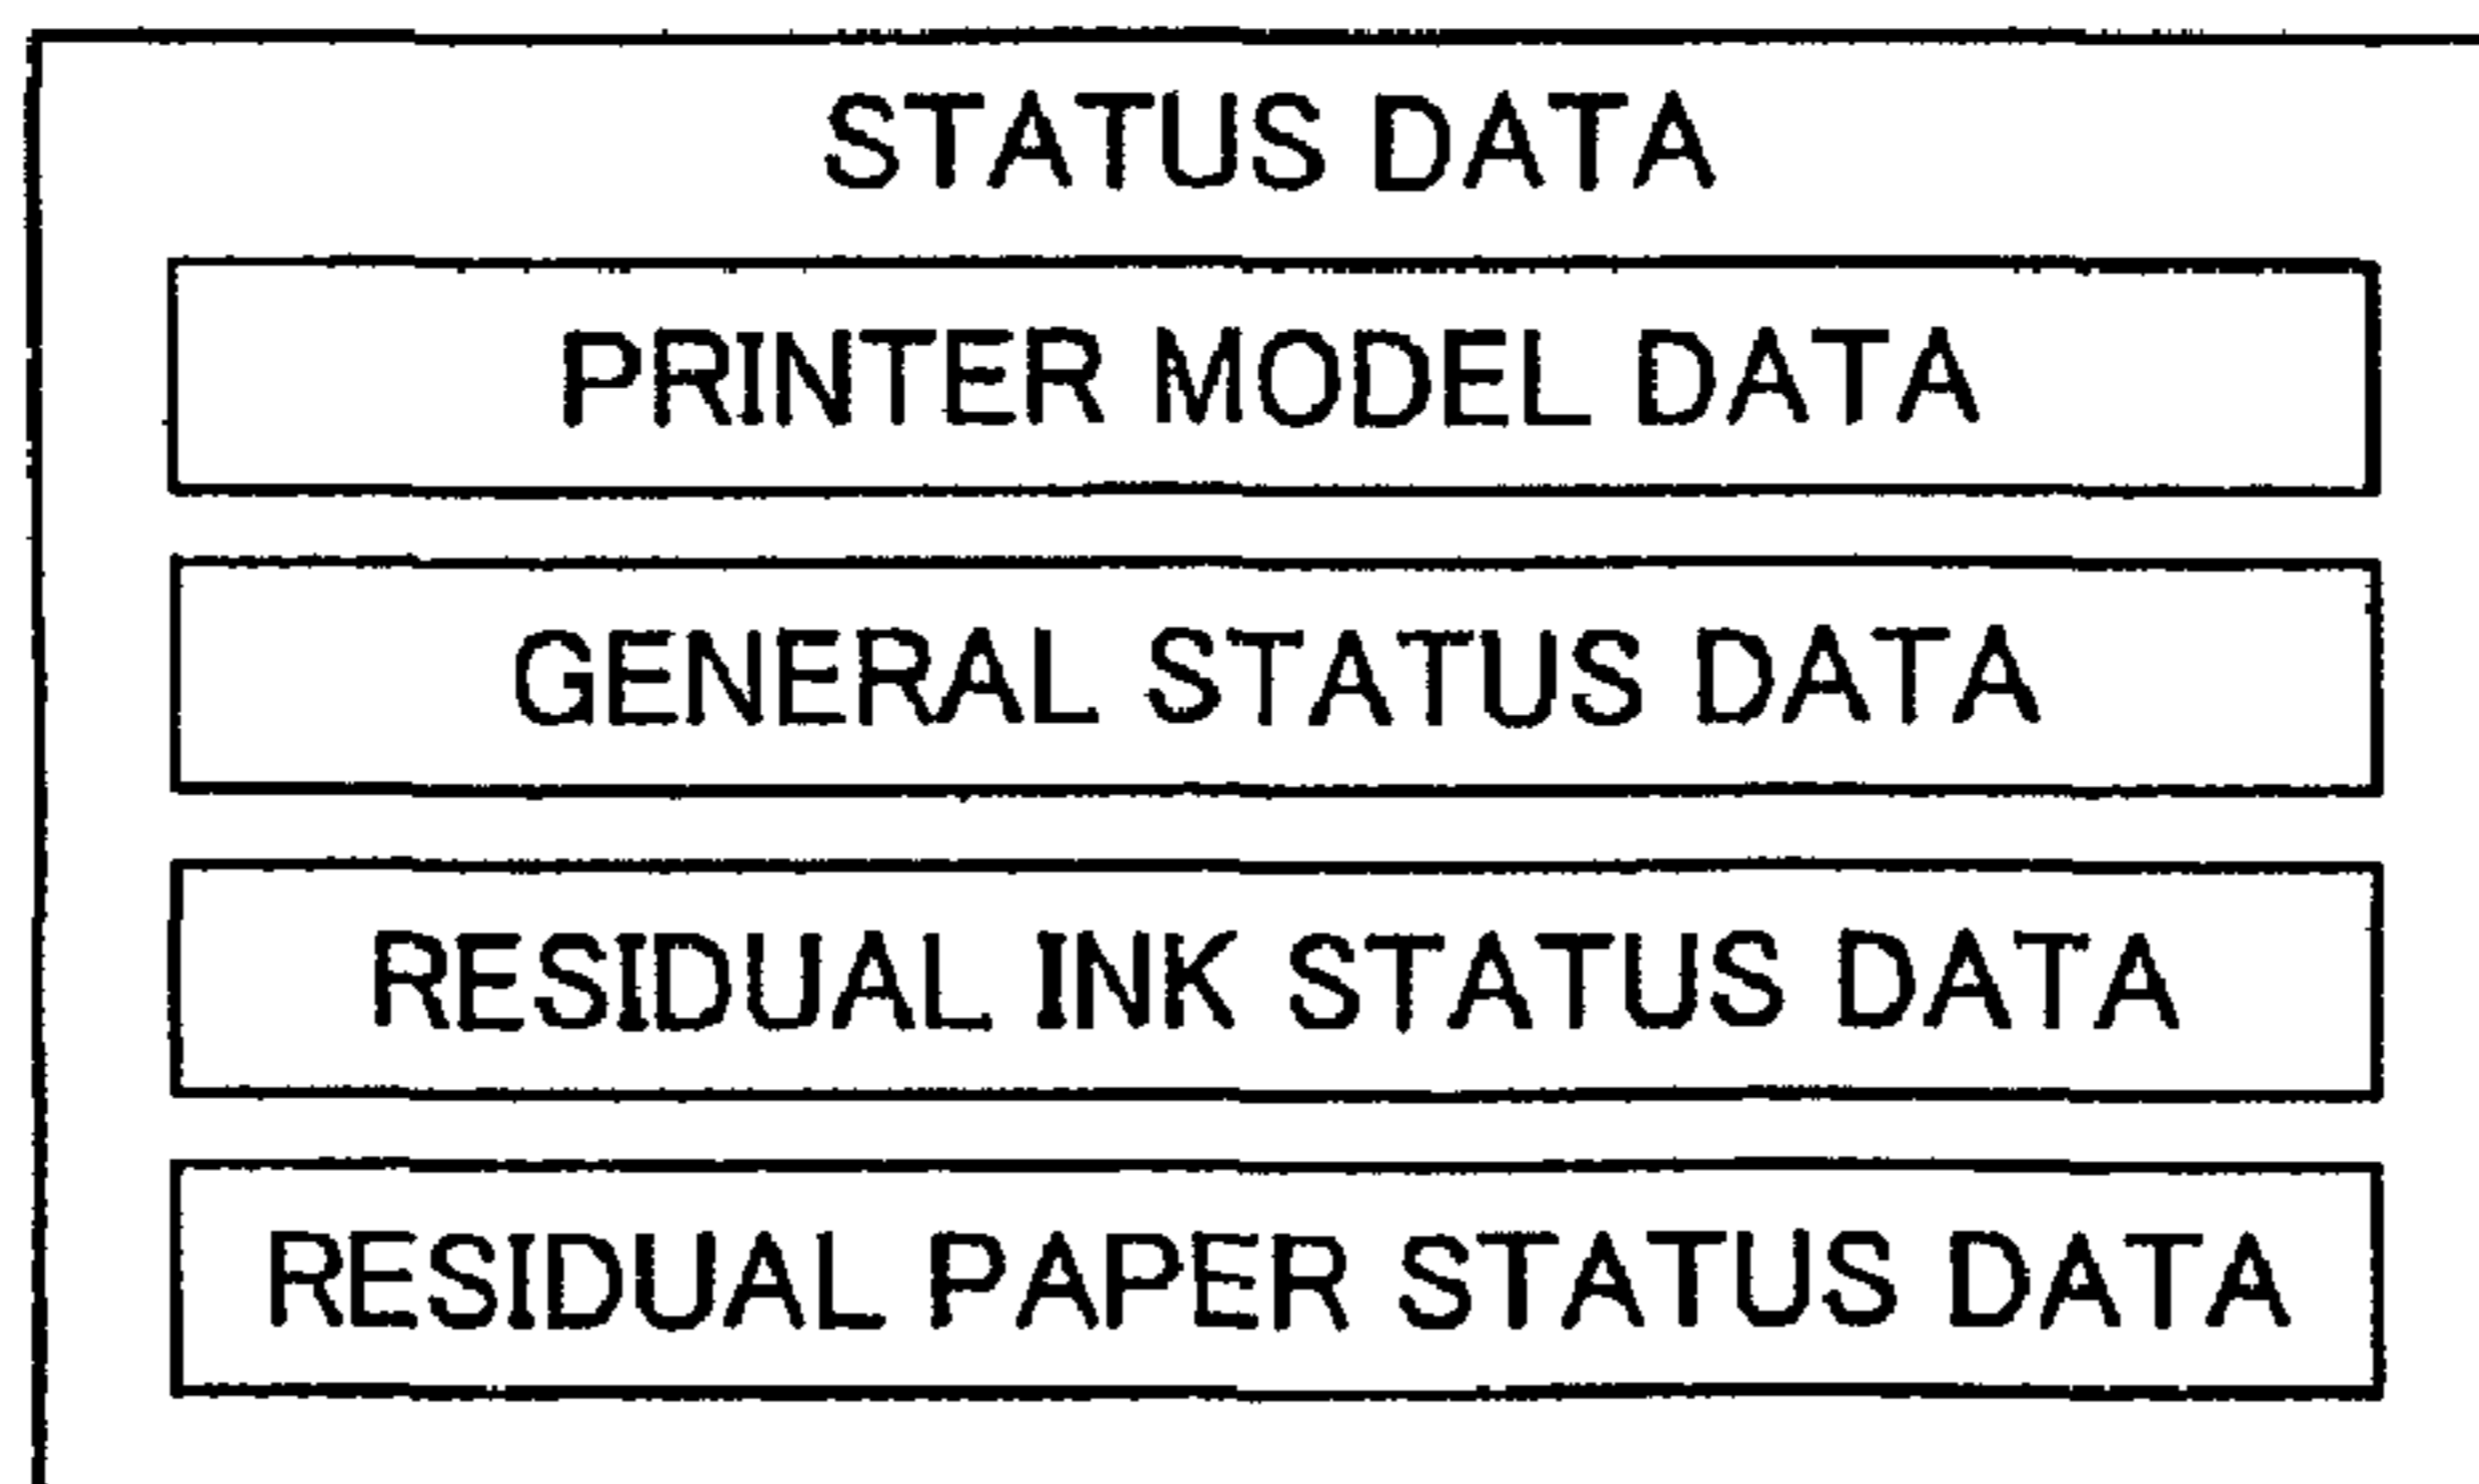 STATUS DATA
PRINTER MODEL DATA
GENERAL STATUS DATA
RESIDUAL INK STATUS DATA
RESIDUAL PAPER STATUS DATA